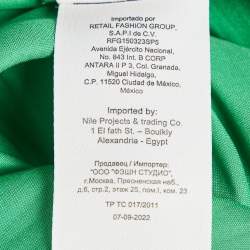 Importado por
RETAIL FASHION GROUP,
S.A.P.I de C.V.
RFG150323SP5
Avenida Ejército Nacional,
No. 843 Int. B CORP
ANTARA II P 3, Col. Granada,
Miguel Hidalgo,
C.P. 11520 Ciudad de México,
México
Imported by:
Nile Projects & trading Co.
1 El fath St. – Boulkly
Alexandria - Egypt
Продавец / Импортер:
ООО "ФЭШН СТУДИО"
г.Москва, Пресненская наб.,
д.6, стр.2, этаж 25, пом.I, ком.23
ТР ТС 017/2011
07-09-2022